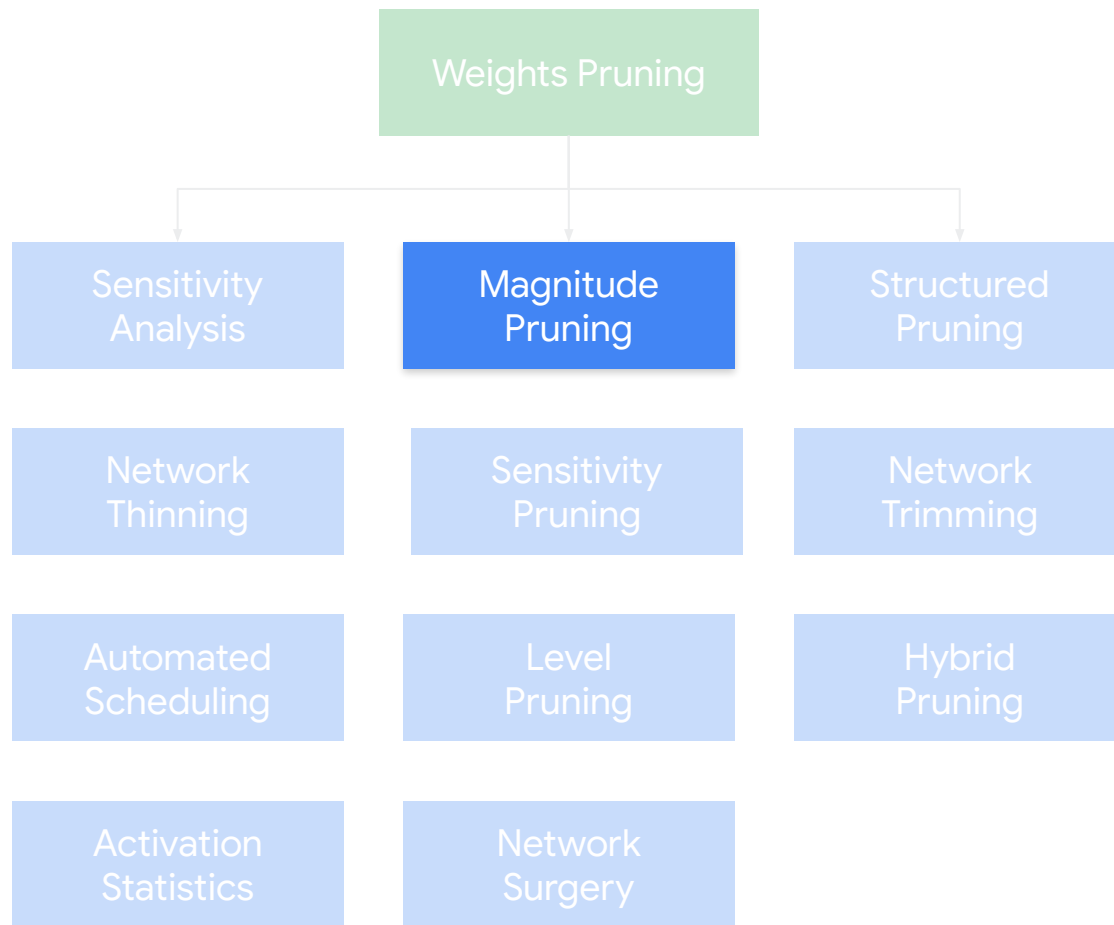 Weights Pruning
Sensitivity
Analysis
Magnitude
Pruning
Structured
Pruning
Network
Thinning
Sensitivity
Pruning
Network
Trimming
Automated
Scheduling
Level
Pruning
Hybrid
Pruning
Activation
Statistics
Network
Surgery